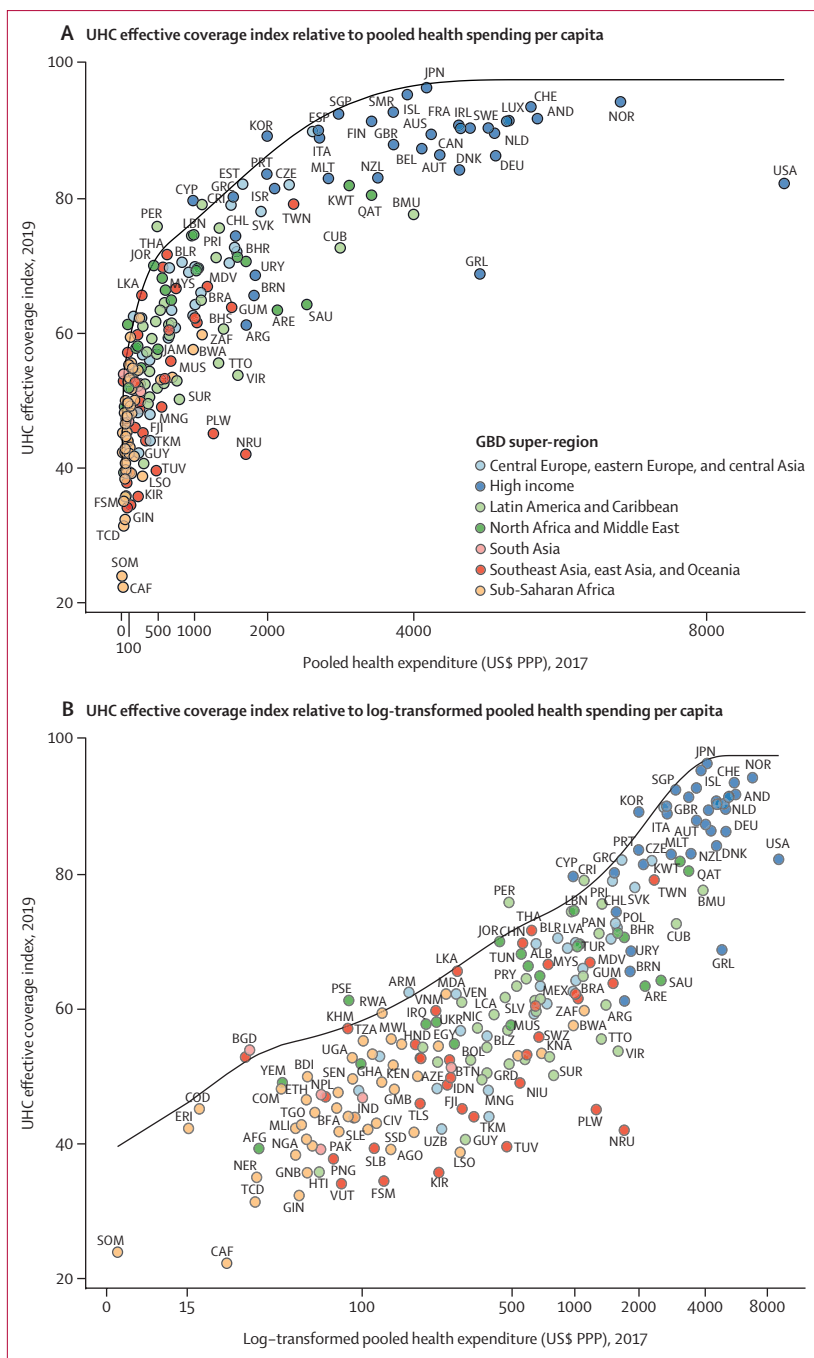 A UHC effective coverage index relative to pooled health spending per capita
100
80
60
40
20
UHC effective coverage index, 2019
JPN
SGP
SMR
ISL
CHE
KOR
ESP
AUS
FRA
IRL
SWE
LUX
AND
NOR
FIN
GBR
ITA
CAN
NLD
PRT
BEL
AUT
DNK
DEU
EST
CZE
MLT
NZL
USA
CYP
GRC
CRI
ISR
KWT
QAT
BMU
PER
LBN
CHL
SVK
TWN
THA
PRI
CUB
JOR
BLR
BHR
GRL
LKA
MYS
MDV
URY
BRA
BRN
BHS
GUM
ARE
SAU
ZAF
ARG
JAM
BWA
MUS
TTO
VIR
SUR
MNG
PLW
FJI
TKM
NRU
GUY
TUV
LSO
FSM
KIR
GIN
TCD
SOM
CAF
GBD super-region
Central Europe, eastern Europe, and central Asia
High income
Latin America and Caribbean
North Africa and Middle East
South Asia
Southeast Asia, east Asia, and Oceania
Sub-Saharan Africa
0 500 1000 2000 4000 8000
100
Pooled health expenditure (US$ PPP), 2017
B UHC effective coverage index relative to log-transformed pooled health spending per capita
100
80
60
40
20
UHC effective coverage index, 2019
JPN
NOR
SGP
ISL
CHE
KOR
GBR
AND
NLD
ITA
AUT
DEU
PRT
CZE
MLT
NZL
DNK
USA
CYP
GRC
CRI
KWT
QAT
TWN
PER
LBN
PRI
CHL
SVK
BMU
THA
PAN
POL
CUB
JOR
CHN
BLR
LVA
BHR
TUN
ALB
TUR
URY
GRL
LKA
MYS
MDV
BRN
ARM
MDA
VEN
PRY
GUM
SAU
PSE
RWA
VNM
LCA
SLV
MEX
BRA
ARE
KHM
IRQ
UKR
NIC
ZAF
ARG
TZA
MWI
HND
EGY
BLZ
MUS
BWA
BGD
UGA
BOL
SWZ
KNA
TTO
VIR
YEM
BDI
SEN
GHA
KEN
AZE
BTN
GRD
SUR
COM
ETH
NPL
GMB
IDN
NIU
COD
TGO
IND
TLS
FJI
MNG
PLW
ERI
MLI
BFA
SLE
CIV
TKM
NRU
AFG
NGA
PAK
SSD
UZB
GUY
TUV
NER
GNB
PNG
SLB
AGO
LSO
TCD
HTI
VUT
FSM
KIR
GIN
SOM
CAF
0 15 100 500 1000 2000 4000 8000
Log–transformed pooled health expenditure (US$ PPP), 2017